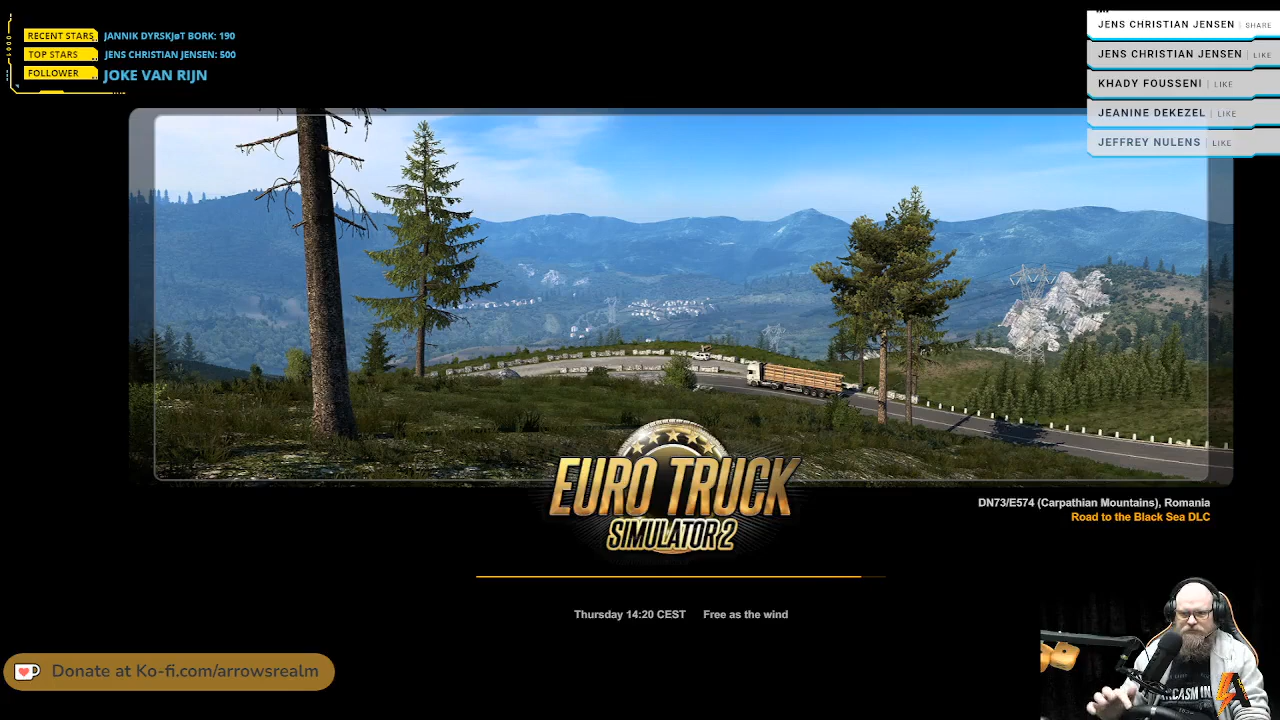 RECENT STARS JANNIK DYRSKJøT BORK: 190
TOP STARS JENS CHRISTIAN JENSEN: 500
FOLLOWER JOKE VAN RIJN
JENS CHRISTIAN JENSEN | SHARE
JENS CHRISTIAN JENSEN | LIKE
KHADY FOUSSENI | LIKE
JEANINE DEKEZEL | LIKE
JEFFREY NULENS | LIKE
EURO TRUCK
SIMULATOR 2
DN73/E574 (Carpathian Mountains), Romania
Road to the Black Sea DLC
Thursday 14:20 CEST Free as the wind
Donate at Ko-fi.com/arrowsrealm